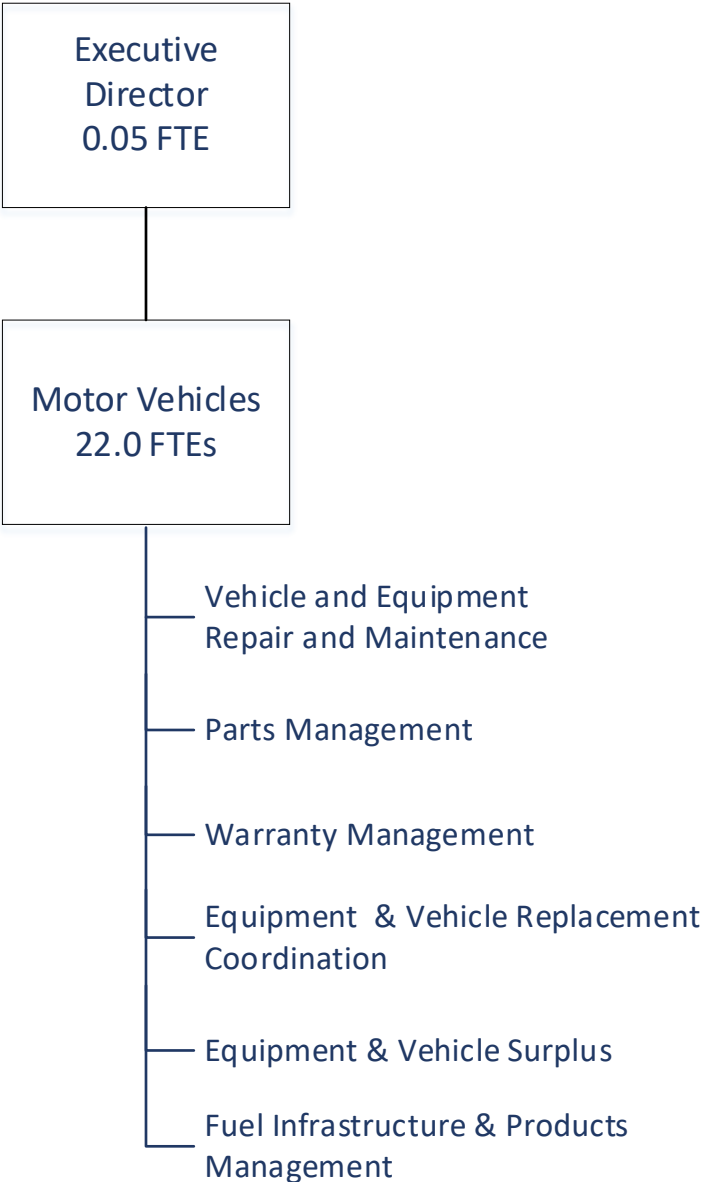 Executive
Director
0.05 FTE
Motor Vehicles
22.0 FTEs
Vehicle and Equipment
Repair and Maintenance
Parts Management
Warranty Management
Equipment  & Vehicle Replacement
Coordination
Equipment & Vehicle Surplus
Fuel Infrastructure & Products
Management